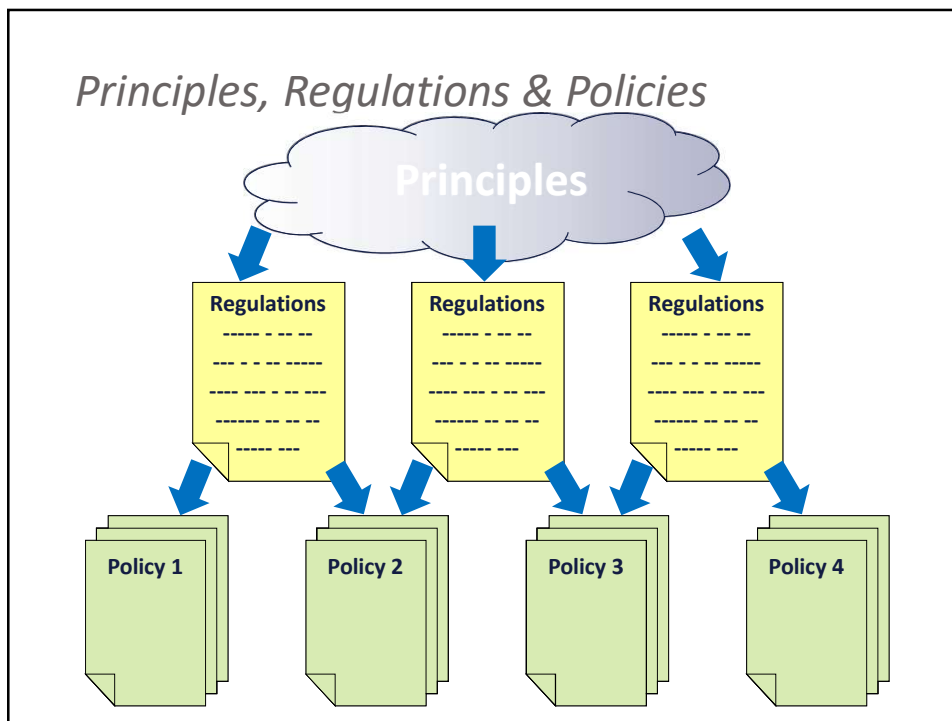 Principles, Regulations & Policies
Principles
Regulations
----- - -- --
--- - - -- -----
---- --- - -- ---
------ -- -- --
----- ---
Regulations
----- - -- --
--- - - -- -----
---- --- - -- ---
------ -- -- --
----- ---
Regulations
----- - -- --
--- - - -- -----
---- --- - -- ---
------ -- -- --
----- ---
Policy 1
Policy 2
Policy 3
Policy 4